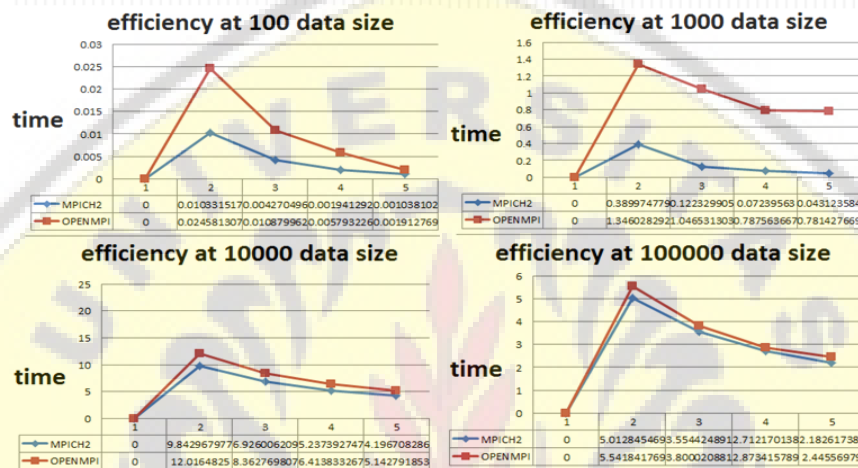 efficiency at 100 data size
0.03
0.025
0.02
0.015
0.01
0.005
0
time
1 2 3 4 5
MPICH2 0 0.010331517 0.004270496 0.001941292 0.001038102
OPENMPI 0 0.024581307 0.010879962 0.005793226 0.001912769
efficiency at 1000 data size
1.6
1.4
1.2
1
0.8
0.6
0.4
0.2
0
time
1 2 3 4 5
MPICH2 0 0.389974779 0.122329905 0.07239563 0.043123584
OPENMPI 0 1.346028292 1.046531303 0.787563667 0.781427669
efficiency at 10000 data size
25
20
15
10
5
0
time
1 2 3 4 5
MPICH2 0 9.842967977 6.926006209 5.237392747 4.196708286
OPENMPI 0 12.0164825 8.362769807 6.413833267 5.142791853
efficiency at 100000 data size
6
5
4
3
2
1
0
time
1 2 3 4 5
MPICH2 0 5.012845469 3.554424891 2.712170138 2.18261738
OPENMPI 0 5.541841769 3.800201578 2.873415338 2.44556979
UNIVERSITAS